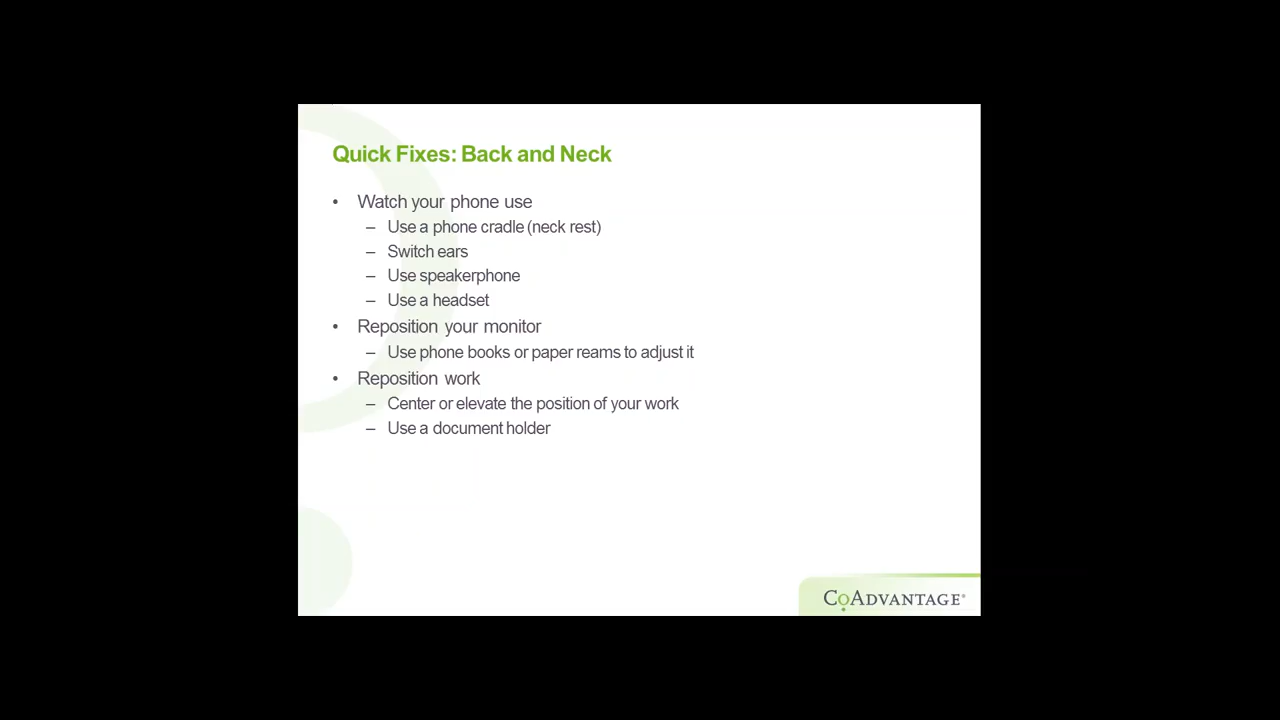 Quick Fixes: Back and Neck
• Watch your phone use
– Use a phone cradle (neck rest)
– Switch ears
– Use speakerphone
– Use a headset
• Reposition your monitor
– Use phone books or paper reams to adjust it
• Reposition work
– Center or elevate the position of your work
– Use a document holder
CoAdvantage®